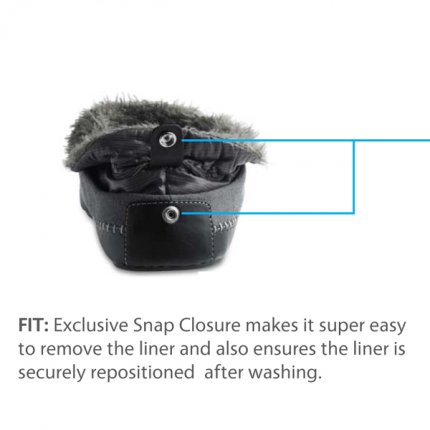 FIT: Exclusive Snap Closure makes it super easy
to remove the liner and also ensures the liner is
securely repositioned  after washing.